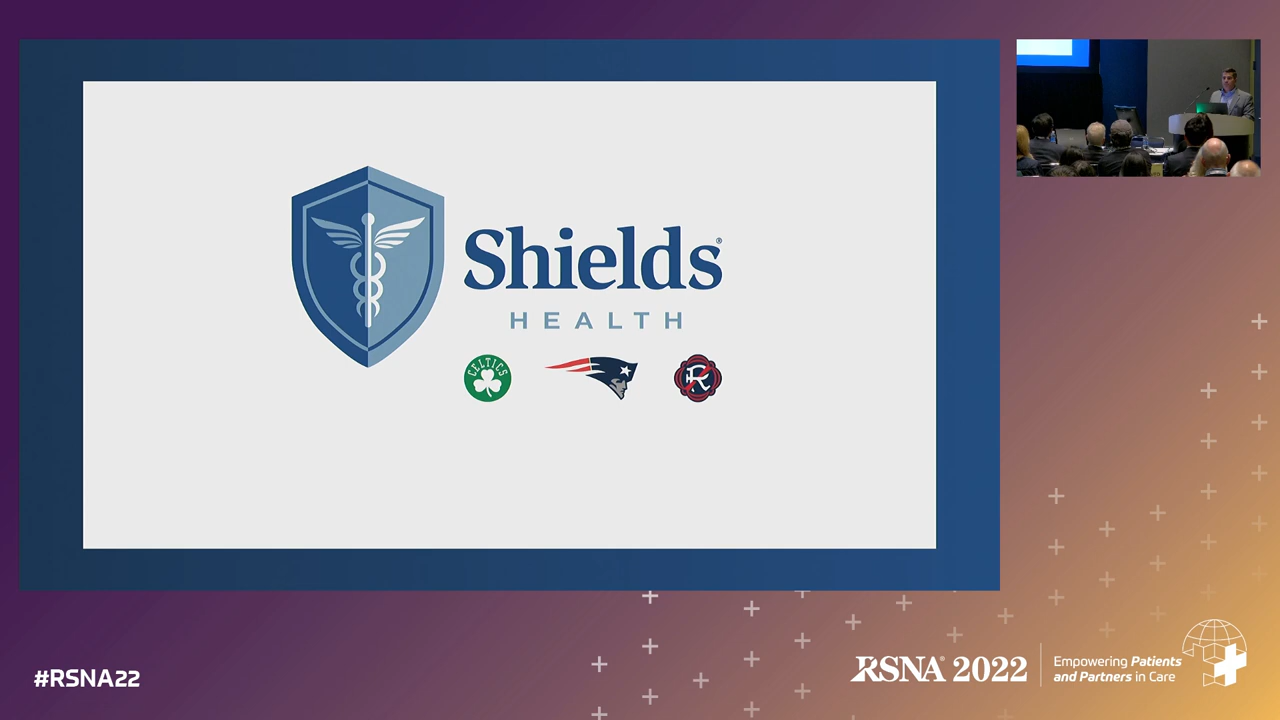 Shields®
HEALTH
CELTICS
R
#RSNA22
RSNA® 2022
Empowering Patients
and Partners in Care